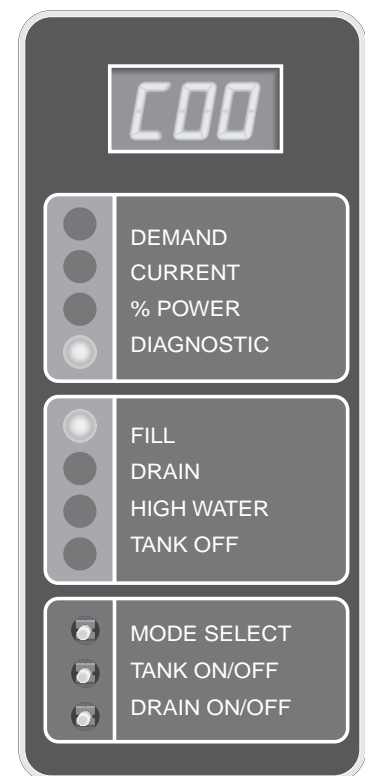 C00
DEMAND
CURRENT
% POWER
DIAGNOSTIC
FILL
DRAIN
HIGH WATER
TANK OFF
MODE SELECT
TANK ON/OFF
DRAIN ON/OFF